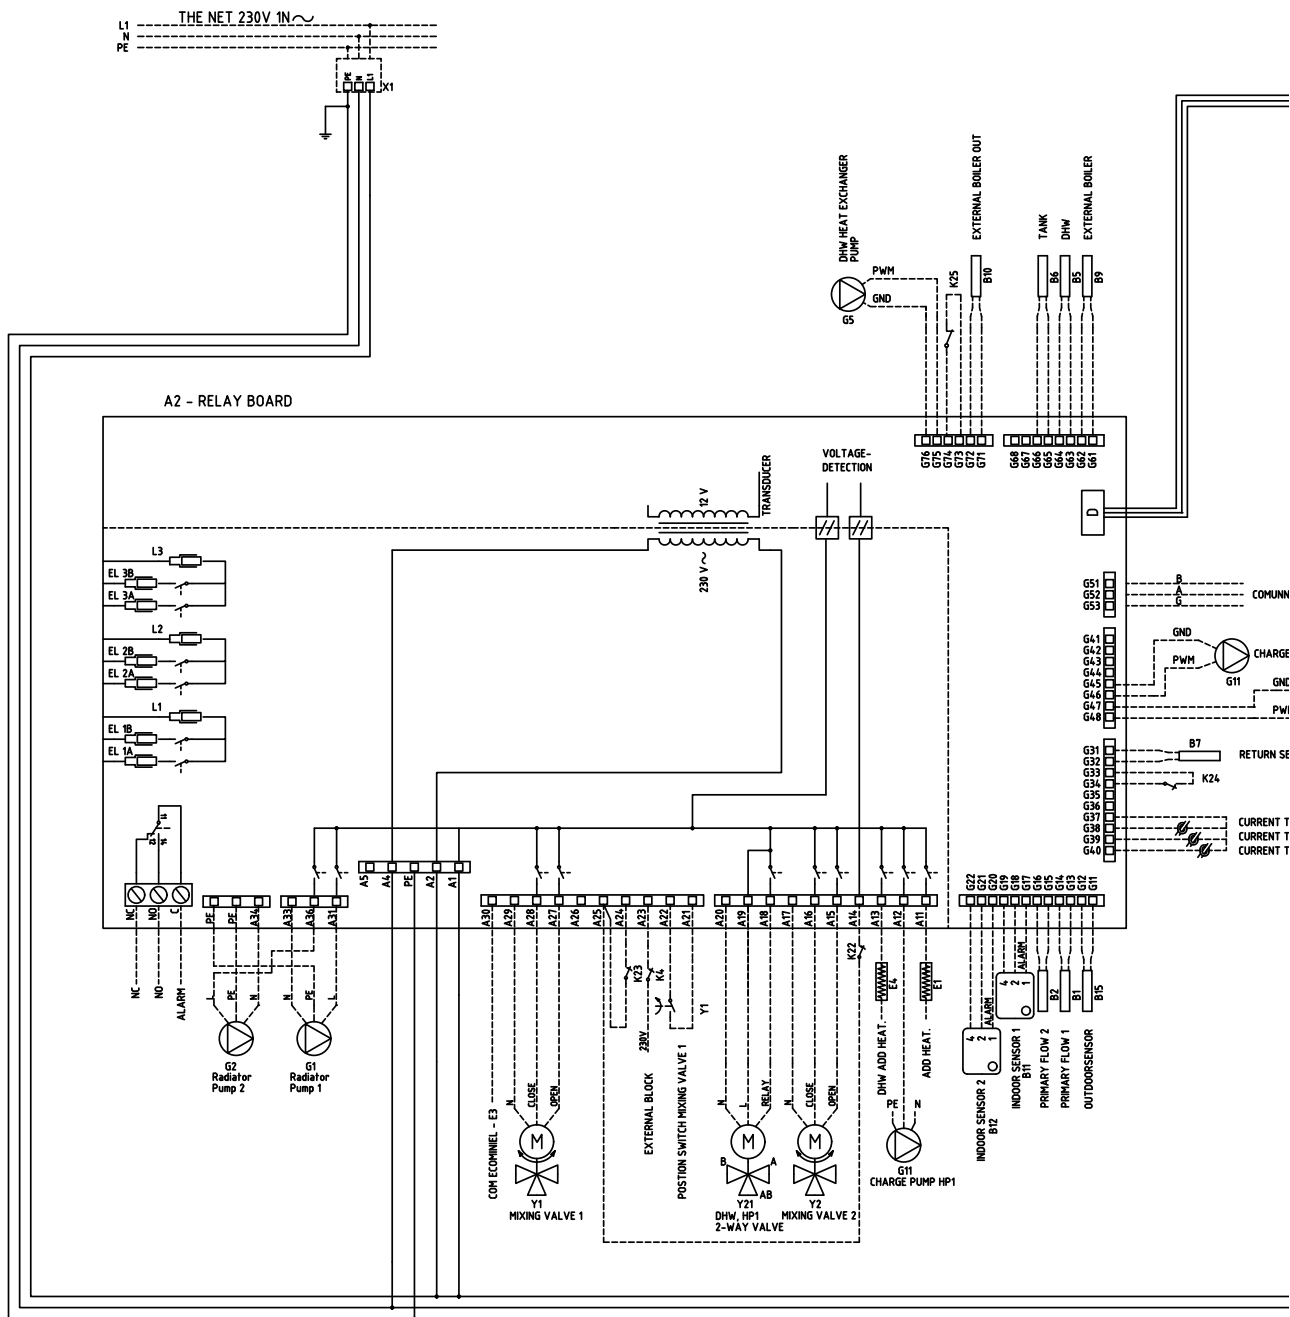 THE NET 230V 1N
L1
N
PE
PE
N
L1
X1
DHW HEAT EXCHANGER
PUMP
PWM
GND
G5
K25
EXTERNAL BOILER OUT
B10
TANK
B6
DHW
B5
EXTERNAL BOILER
B9
A2 - RELAY BOARD
G76
G75
G74
G73
G72
G71
G68
G67
G66
G65
G64
G63
G62
G61
VOLTAGE-
DETECTION
TRANSDUCER
12 V
230 V
D
L3
EL 3B
EL 3A
L2
EL 2B
EL 2A
L1
EL 1B
EL 1A
G51
G52
G53
B
A
G
COMUNN
G41
G42
G43
G44
G45
G46
G47
G48
GND
PWM
G11
CHARGE
GND
PW
G31
G32
G33
G34
G35
G36
G37
G38
G39
G40
B7
RETURN SE
K24
CURRENT T
CURRENT T
CURRENT T
11
12
14
NC
NO
C
PE
PE
A34
A33
A36
A31
A5
A4
PE
A2
A1
A30
A29
A28
A27
A26
A25
A24
A23
A22
A21
A20
A19
A18
A17
A16
A15
A14
A13
A12
A11
G22
G21
G20
G19
G18
G17
G16
G15
G14
G13
G12
G11
NC
NO
ALARM
L
PE
N
N
PE
L
G2
Radiator
Pump 2
G1
Radiator
Pump 1
COM ECOMINIEL - E3
N
CLOSE
OPEN
M
Y1
MIXING VALVE 1
K23
K4
230V
EXTERNAL BLOCK
Y1
POSTION SWITCH MIXING VALVE 1
N
L
RELAY
M
B
A
AB
Y21
DHW, HP1
2-WAY VALVE
N
CLOSE
OPEN
M
Y2
MIXING VALVE 2
K22
E4
DHW ADD HEAT.
E1
ADD HEAT.
PE
N
G11
CHARGE PUMP HP1
ALARM
4
2
1
INDOOR SENSOR 2
B12
ALARM
4
2
1
INDOOR SENSOR 1
B11
B2
PRIMARY FLOW 2
B1
PRIMARY FLOW 1
B15
OUTDOORSENSOR